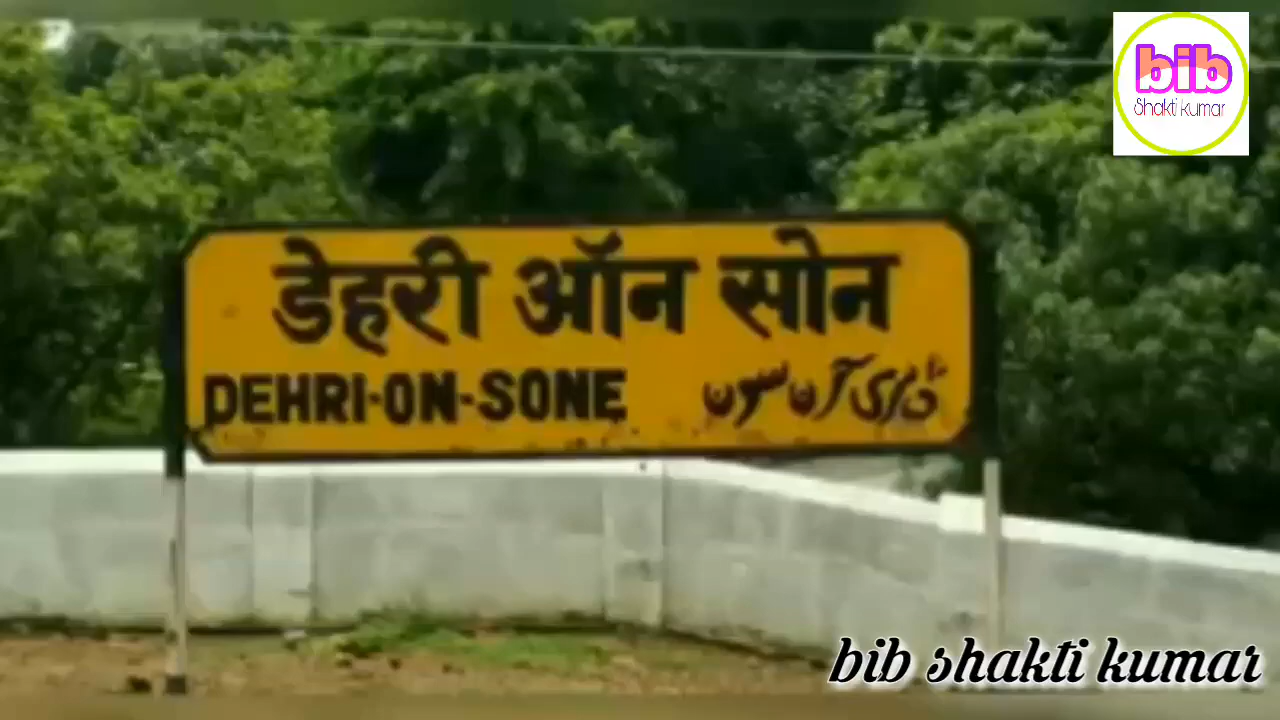 bib
Shakti kumar
डेहरी ऑन सोन
DEHRI-ON-SONE
ڈہری آن سون
bib shakti kumar